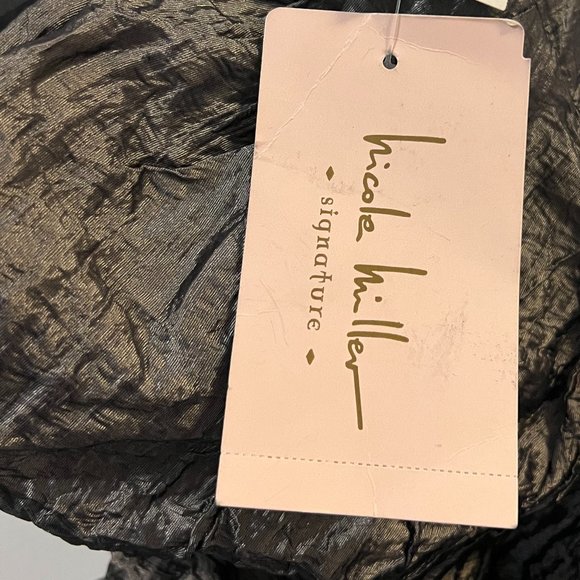 nicole miller
◆ signature ◆